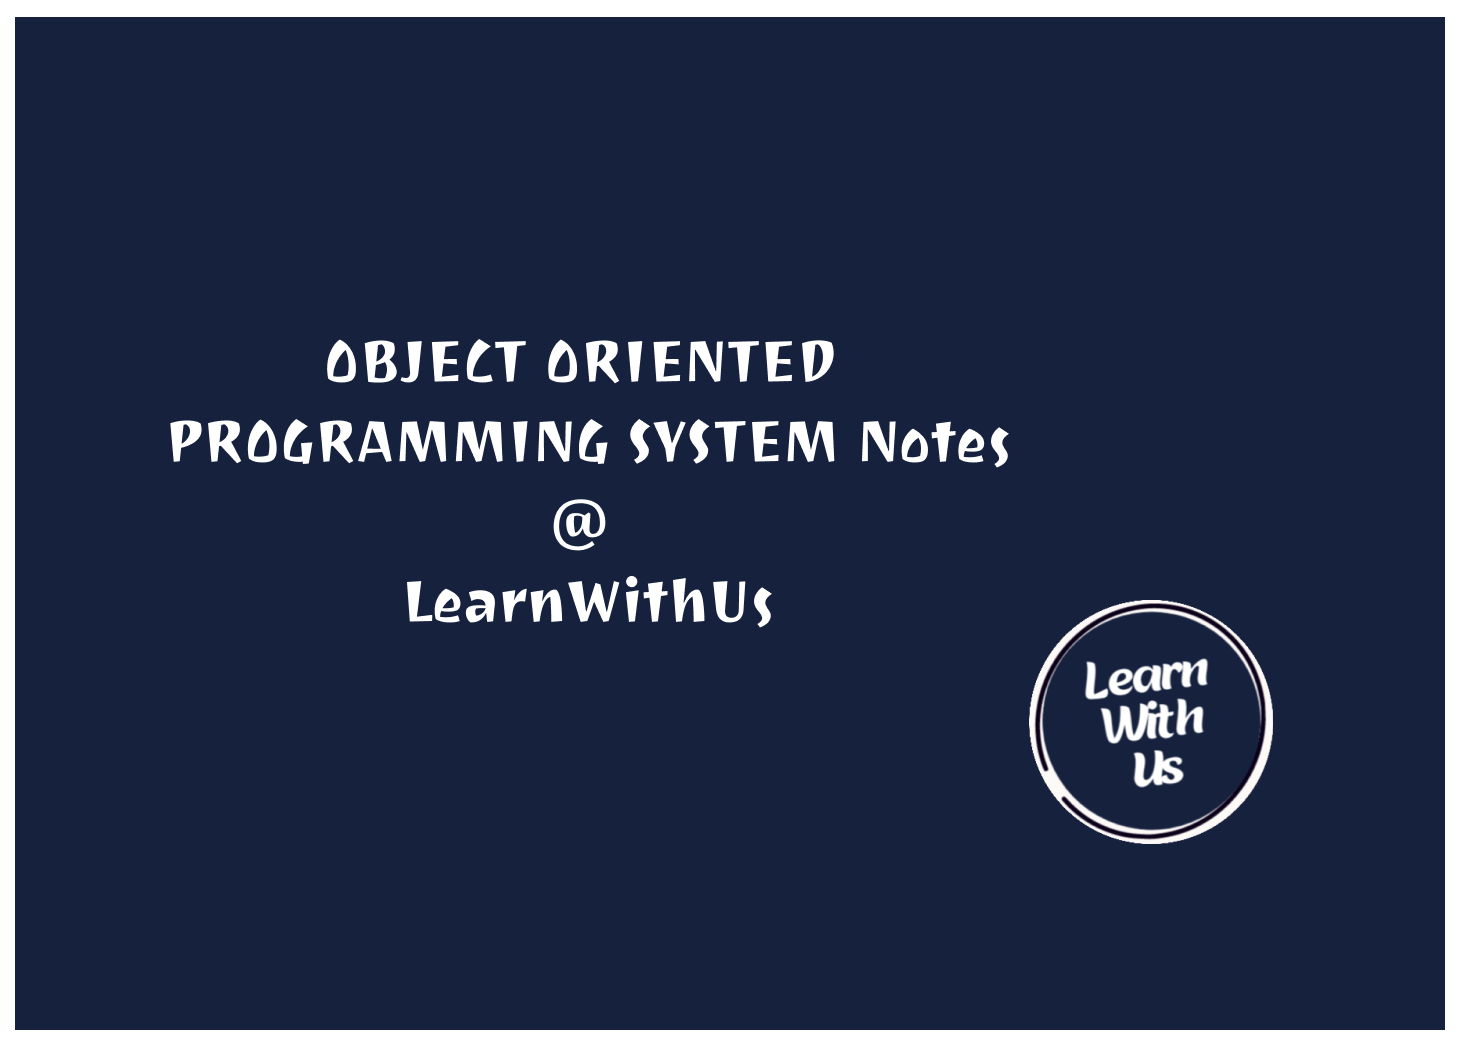 OBJECT ORIENTED
PROGRAMMING SYSTEM Notes
@
LearnWithUs
Learn
With
Us